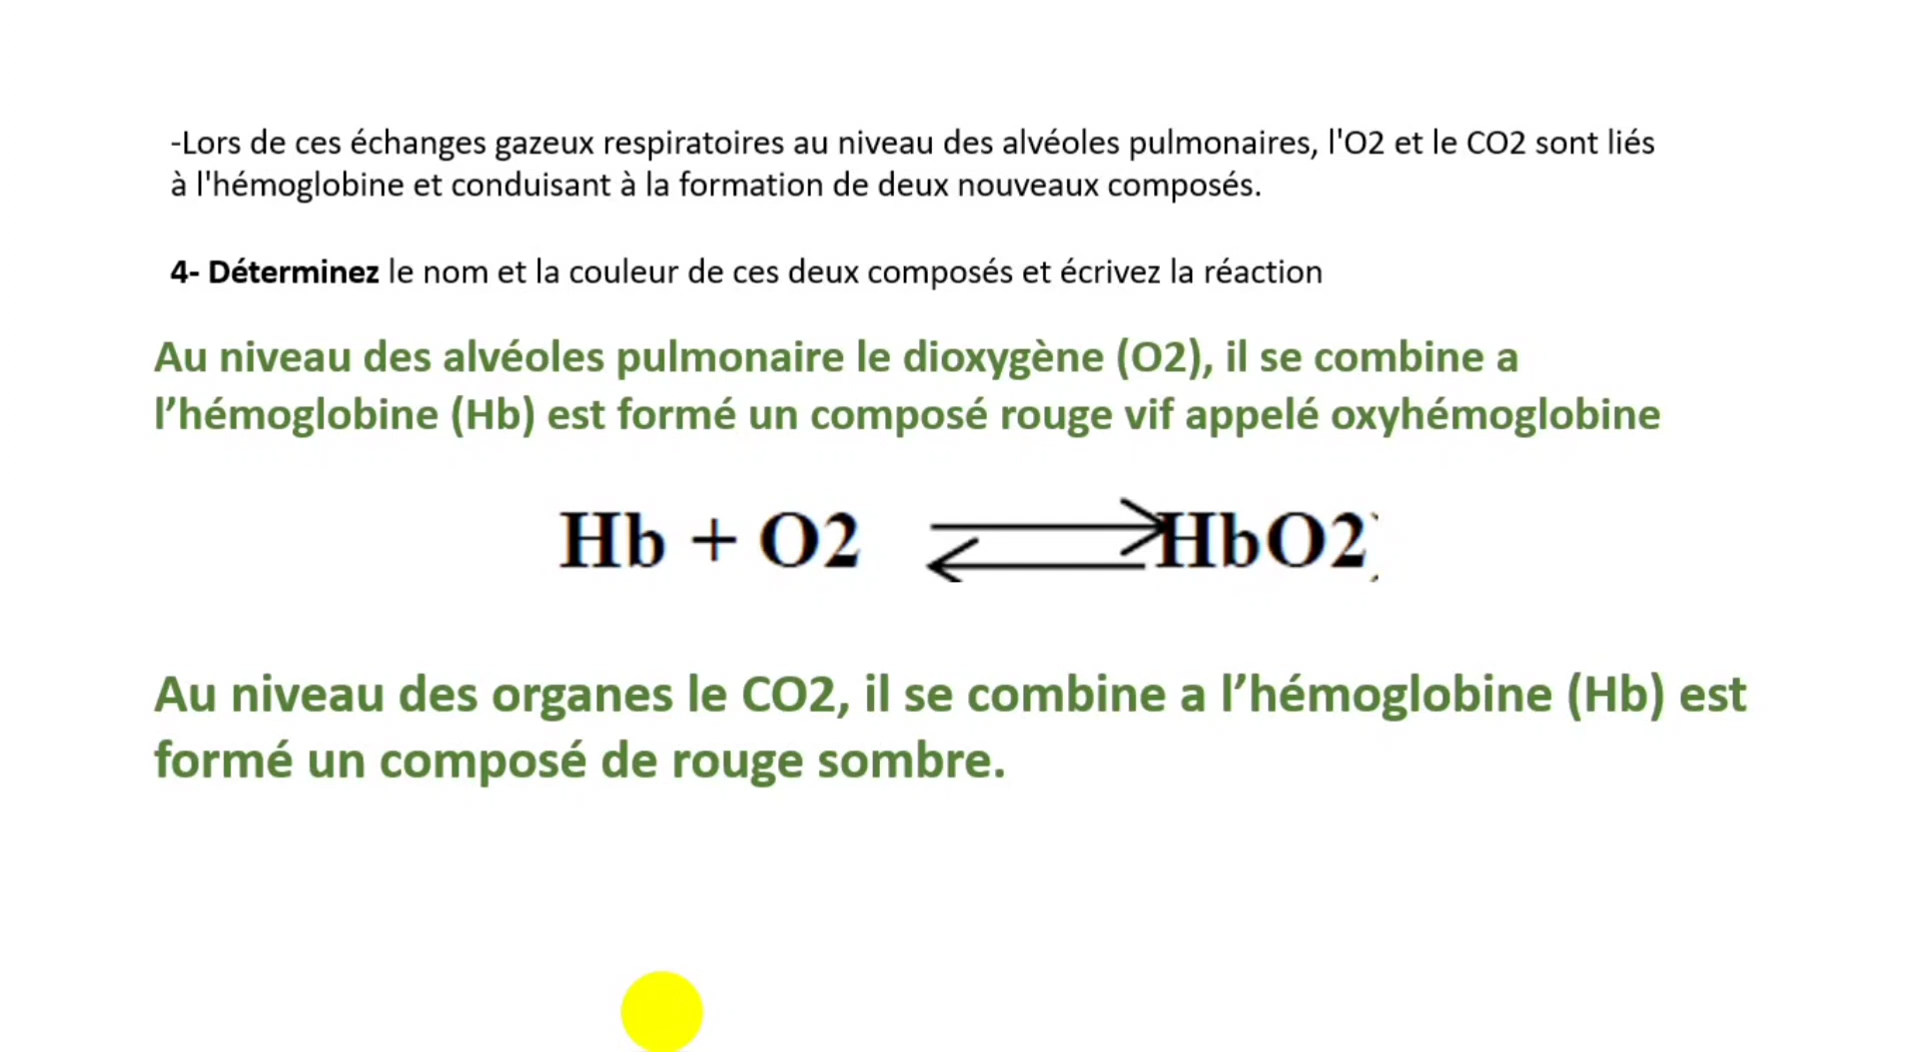 -Lors de ces échanges gazeux respiratoires au niveau des alvéoles pulmonaires, l'O2 et le CO2 sont liés
à l'hémoglobine et conduisant à la formation de deux nouveaux composés.
4- Déterminez le nom et la couleur de ces deux composés et écrivez la réaction
Au niveau des alvéoles pulmonaire le dioxygène (O2), il se combine a
l’hémoglobine (Hb) est formé un composé rouge vif appelé oxyhémoglobine
Hb + O2 ⇌ HbO2
Au niveau des organes le CO2, il se combine a l’hémoglobine (Hb) est
formé un composé de rouge sombre.